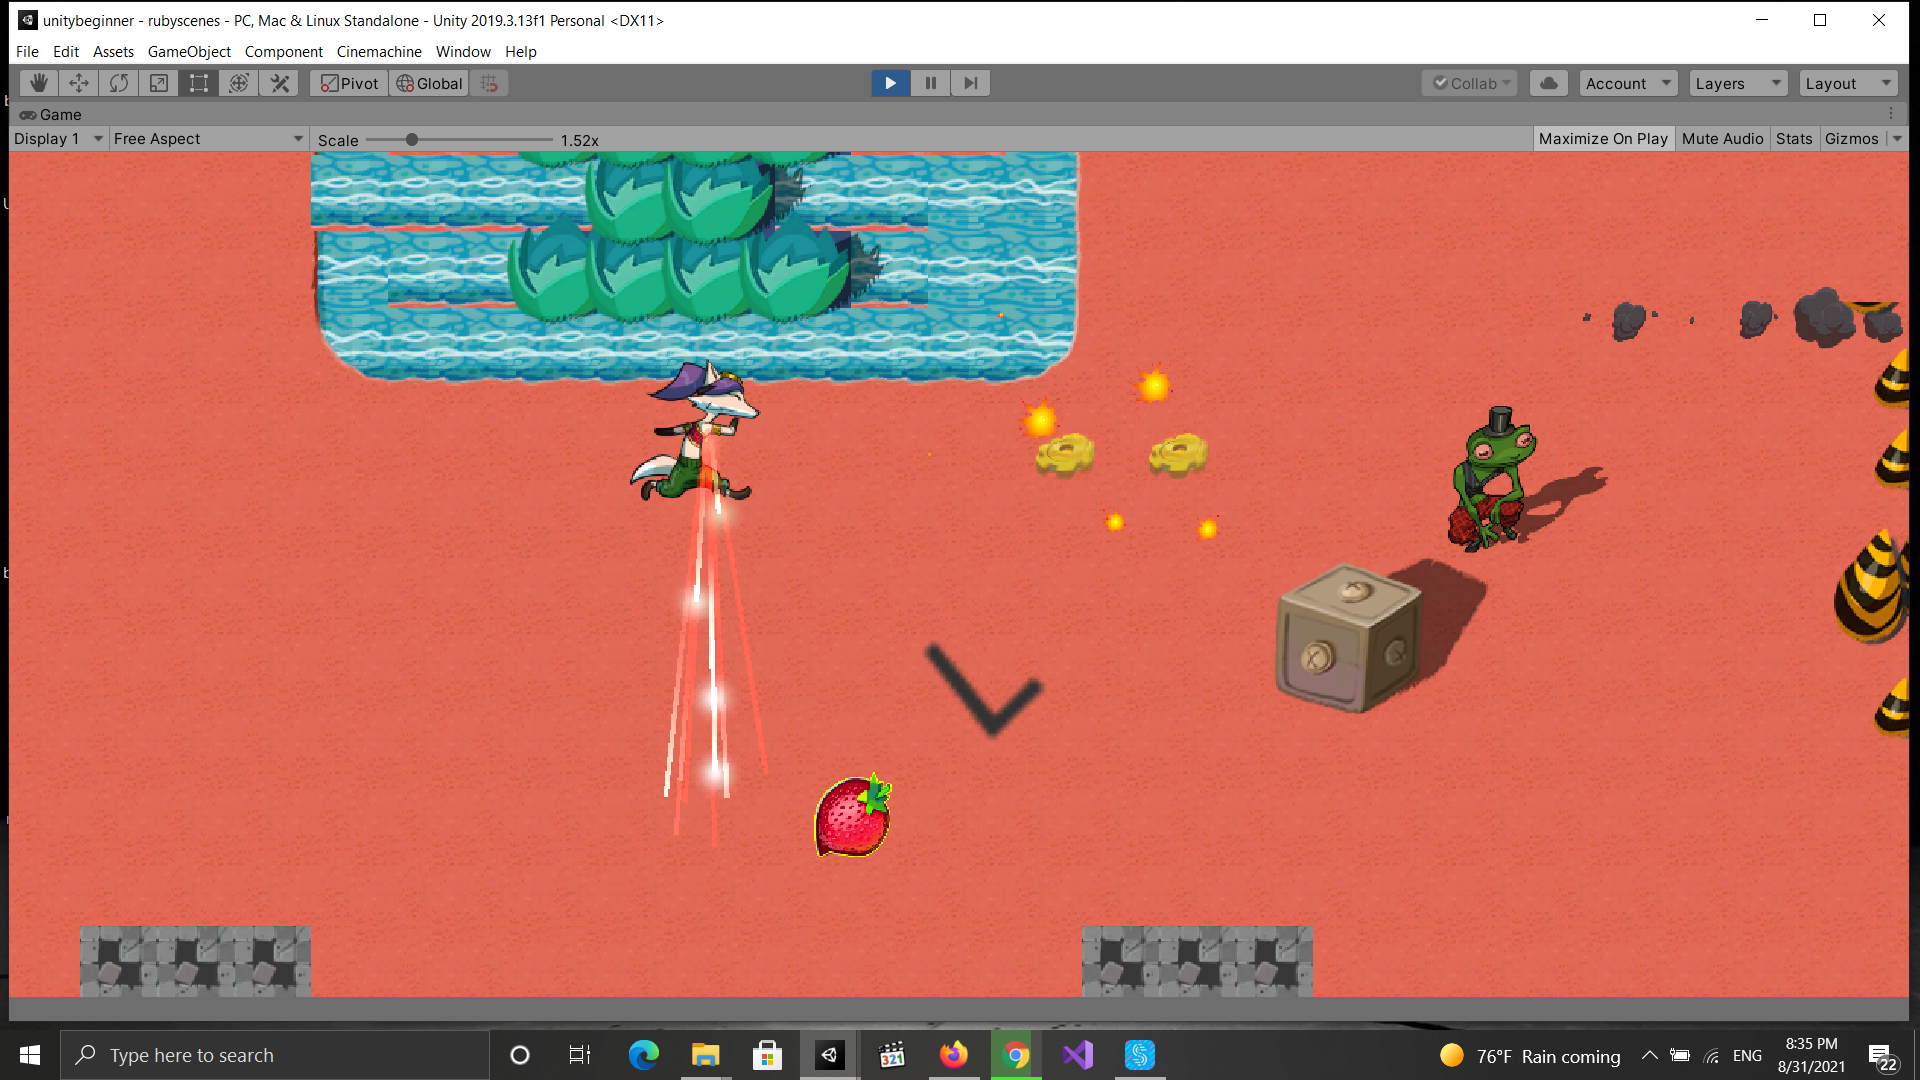 unitybeginner - rubyscenes - PC, Mac & Linux Standalone - Unity 2019.3.13f1 Personal <DX11>
File Edit Assets GameObject Component Cinemachine Window Help
Pivot Global Collab Account Layers Layout
Game
Display 1 Free Aspect Scale 1.52x Maximize On Play Mute Audio Stats Gizmos
Type here to search 321 76°F Rain coming ENG 8:35 PM
8/31/2021 22